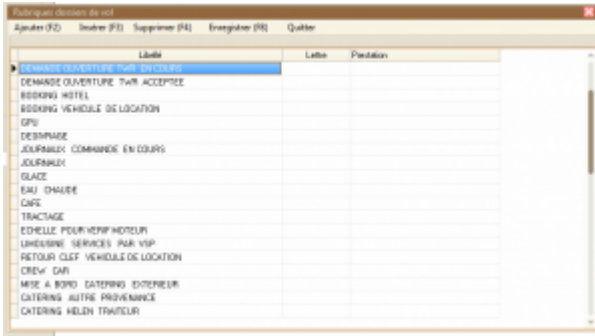 Rubriques dossier de vol
Ajouter (F2) Insérer (F3) Supprimer (F4) Enregistrer (F8) Quitter
Libellé Lettre Prestation
DEMANDE OUVERTURE TWR EN COURS
DEMANDE OUVERTURE TWR ACCEPTEE
BOOKING HOTEL
BOOKING VEHICULE DE LOCATION
GPU
DEGIVRAGE
JOURNAUX COMMANDE EN COURS
JOURNAUX
GLACE
EAU CHAUDE
CAFE
TRACTAGE
ECHELLE POUR VERIF MOTEUR
LIMOUSINE SERVICES PAR VSP
RETOUR CLEF VEHICULE DE LOCATION
CREW CAR
MISE A BORD CATERING EXTERIEUR
CATERING AUTRE PROVENANCE
CATERING HELEN TRAITEUR